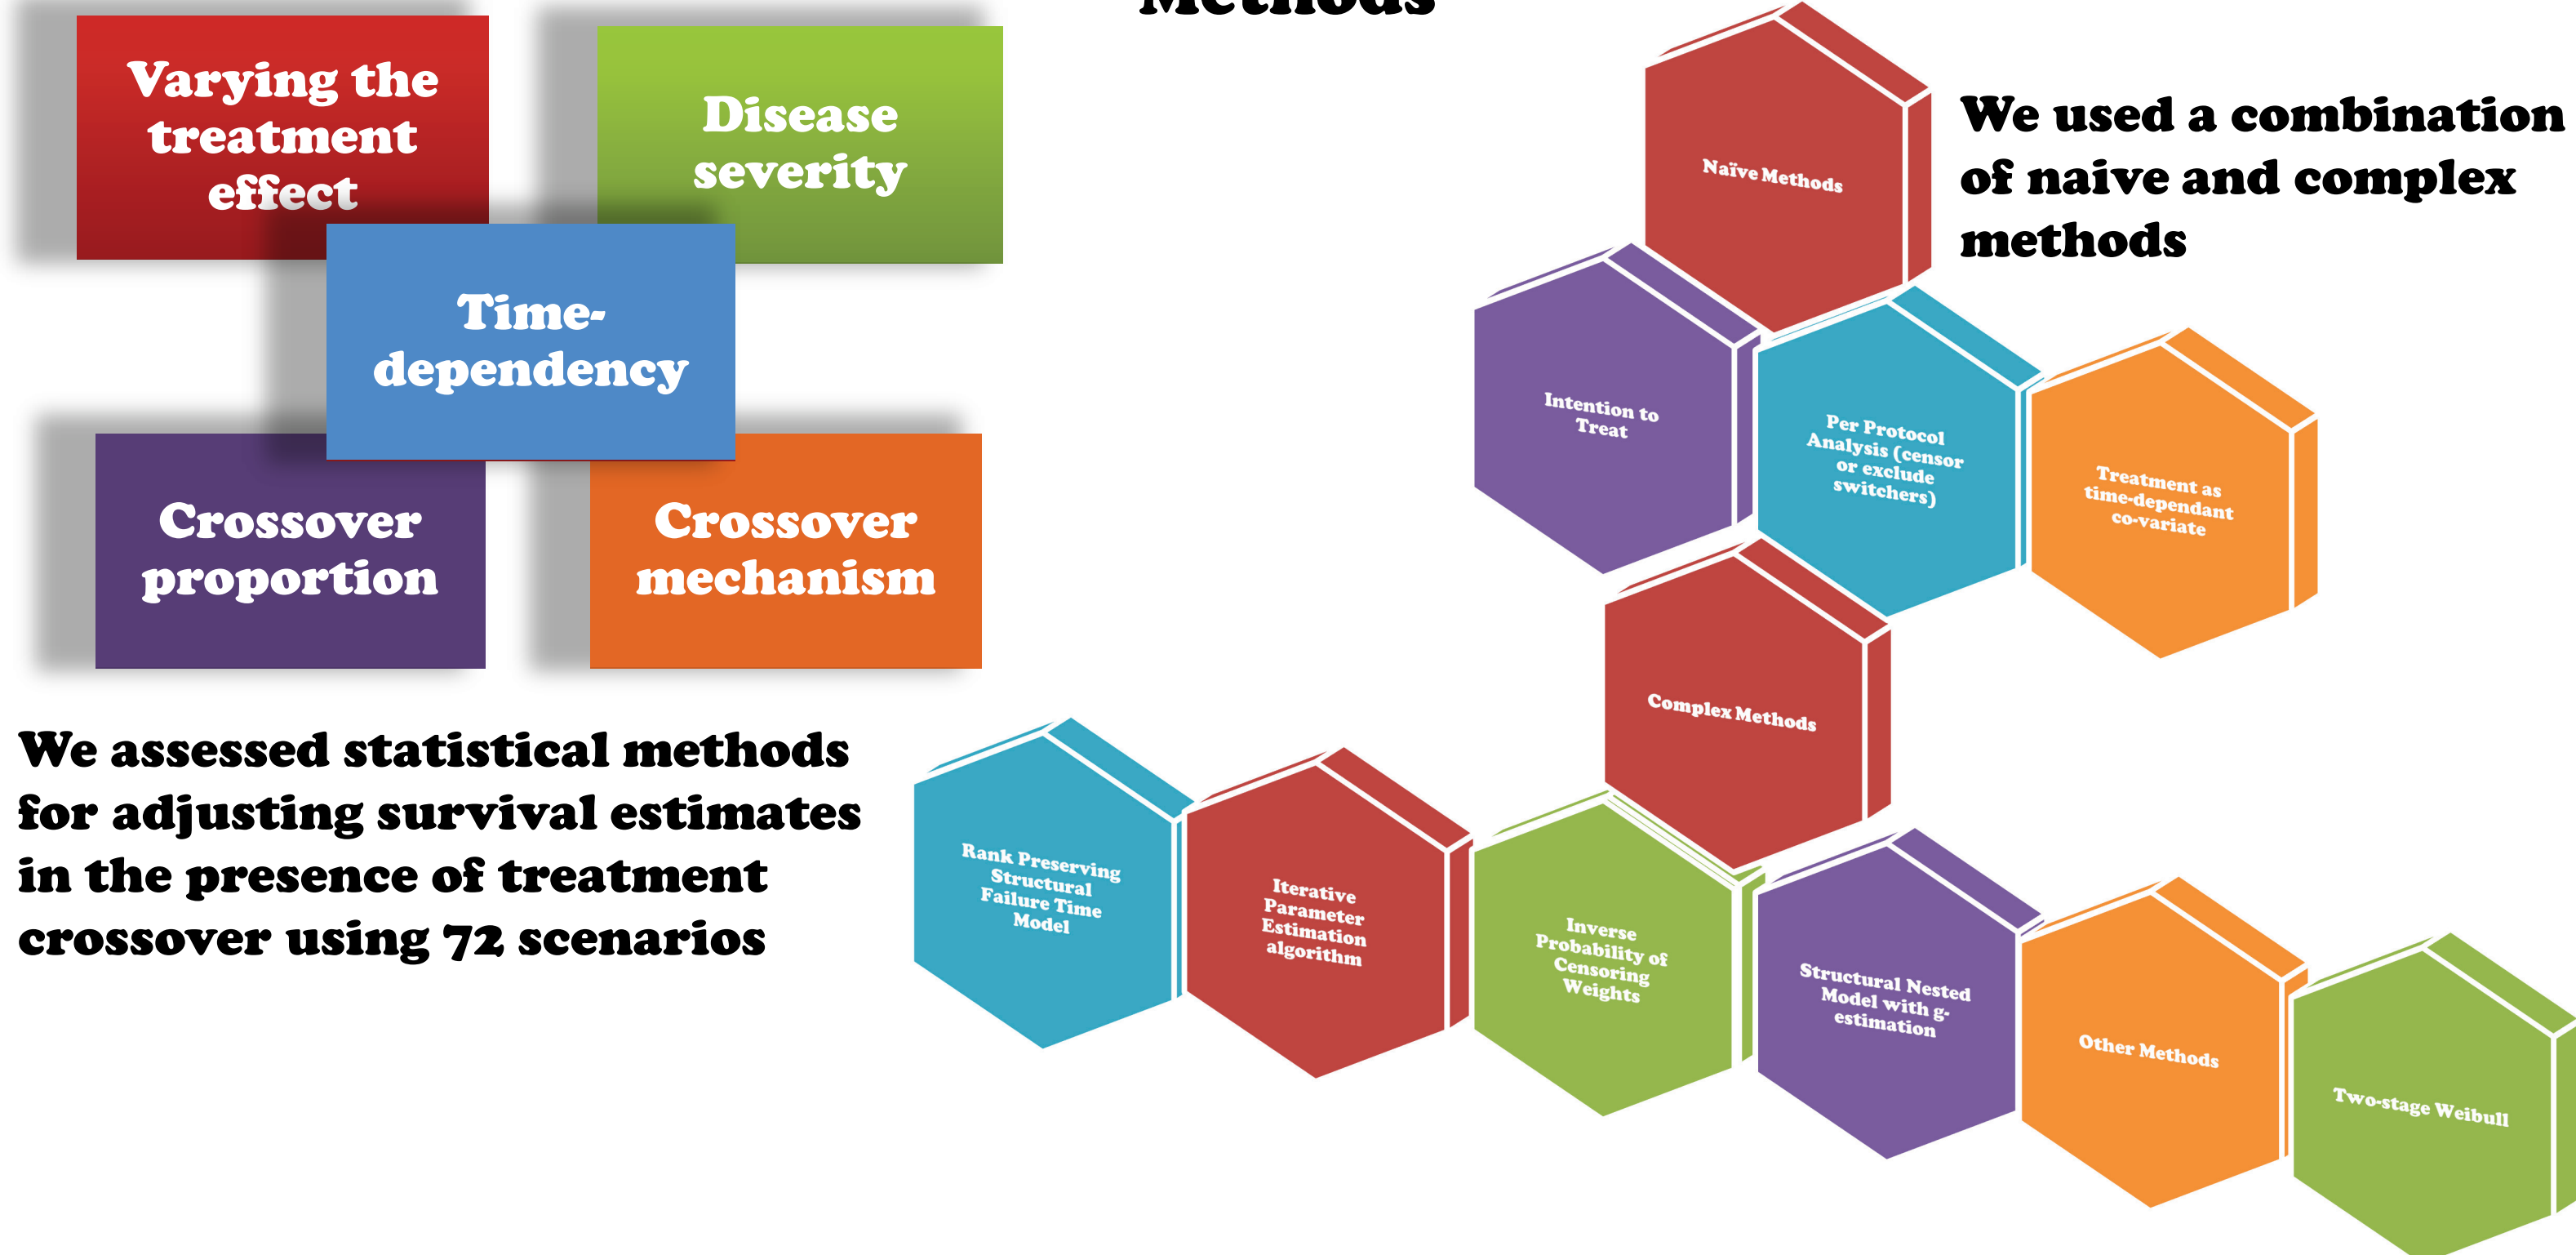 Methods
Varying the
treatment
effect
Disease
severity
Time-
dependency
Crossover
proportion
Crossover
mechanism
We assessed statistical methods
for adjusting survival estimates
in the presence of treatment
crossover using 72 scenarios
We used a combination
of naive and complex
methods
Naïve Methods
Intention to
Treat
Per Protocol
Analysis (censor
or exclude
switchers)
Treatment as
time-dependant
co-variate
Complex Methods
Rank Preserving
Structural
Failure Time
Model
Iterative
Parameter
Estimation
algorithm
Inverse
Probability of
Censoring
Weights
Structural Nested
Model with g-
estimation
Other Methods
Two-stage Weibull